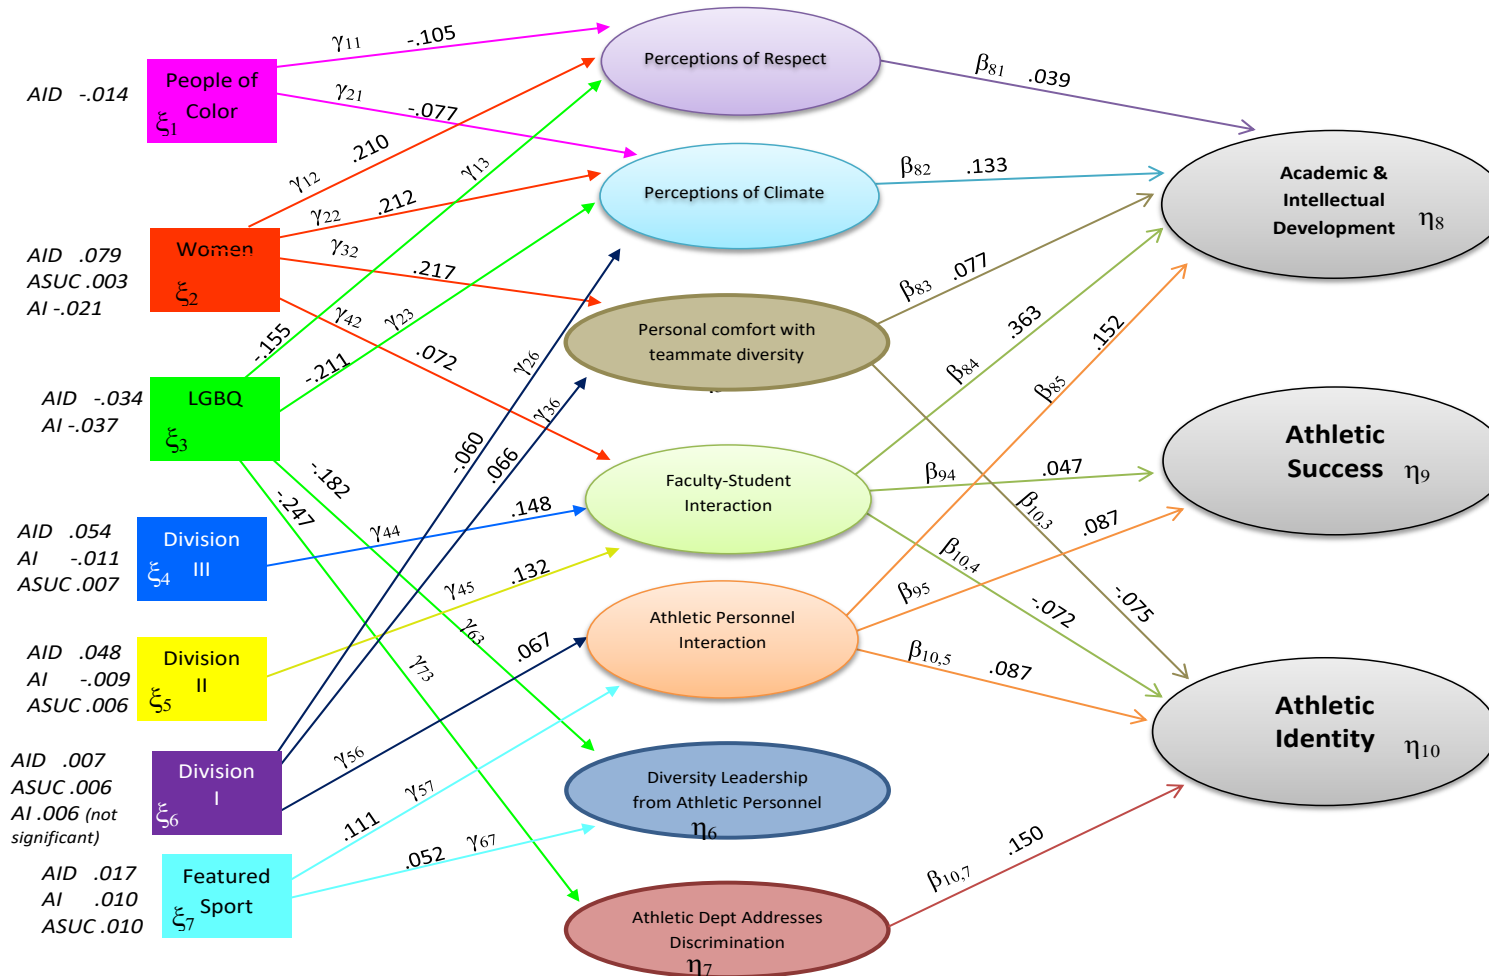 AID -.014
People of
Color
ξ1
γ11 -.105
γ21 -.077
Perceptions of Respect
β81 .039
AID .079
ASUC .003
AI -.021
Women
ξ2
γ12 .210
γ22 .212
γ32 .217
γ42 .072
Perceptions of Climate
β82 .133
Academic &
Intellectual
Development η8
AID -.034
AI -.037
LGBQ
ξ3
-.155 γ13
-.211 γ23
-.182 γ63
-.247 γ73
Personal comfort with
teammate diversity
β83 .077
β10,3 -.075
AID .054
AI -.011
ASUC .007
Division
III
ξ4
γ44 .148
Faculty-Student
Interaction
β84 .363
β94 .047
β10,4 -.072
Athletic
Success η9
AID .048
AI -.009
ASUC .006
Division
II
ξ5
γ45 .132
Athletic Personnel
Interaction
β85 .152
β95 .087
β10,5 .087
Athletic
Identity η10
AID .007
ASUC .006
AI .006 (not
significant)
Division
I
ξ6
-.060 γ26
.066 γ36
γ56 .067
Diversity Leadership
from Athletic Personnel
η6
AID .017
AI .010
ASUC .010
Featured
Sport
ξ7
.111 γ57
.052 γ67
Athletic Dept Addresses
Discrimination
η7
β10,7 .150